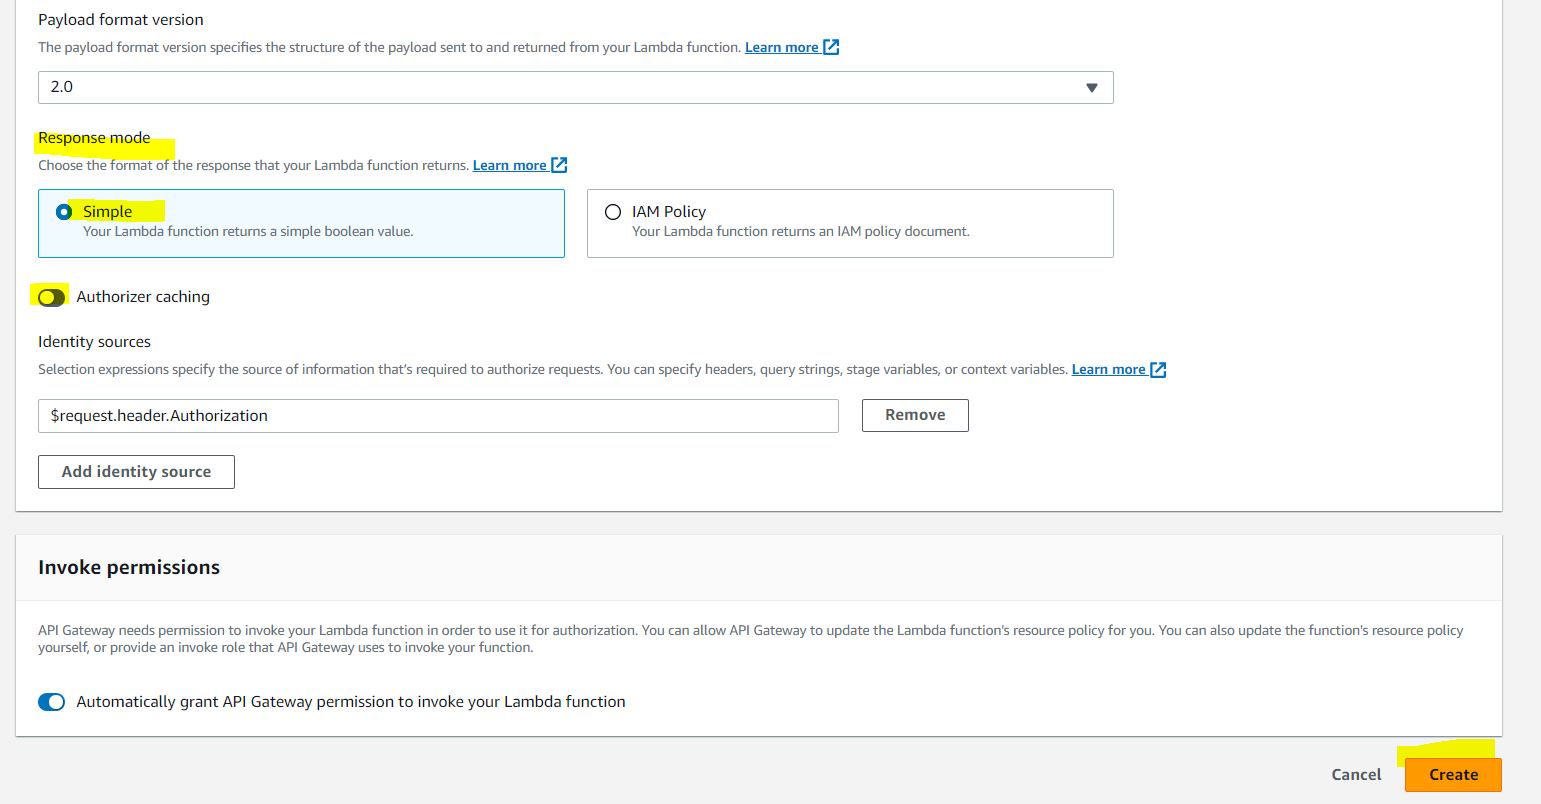 Payload format version
The payload format version specifies the structure of the payload sent to and returned from your Lambda function. Learn more
2.0
Response mode
Choose the format of the response that your Lambda function returns. Learn more
Simple
Your Lambda function returns a simple boolean value.
IAM Policy
Your Lambda function returns an IAM policy document.
Authorizer caching
Identity sources
Selection expressions specify the source of information that's required to authorize requests. You can specify headers, query strings, stage variables, or context variables. Learn more
$request.header.Authorization
Remove
Add identity source
Invoke permissions
API Gateway needs permission to invoke your Lambda function in order to use it for authorization. You can allow API Gateway to update the Lambda function's resource policy for you. You can also update the function's resource policy
yourself, or provide an invoke role that API Gateway uses to invoke your function.
Automatically grant API Gateway permission to invoke your Lambda function
Cancel
Create